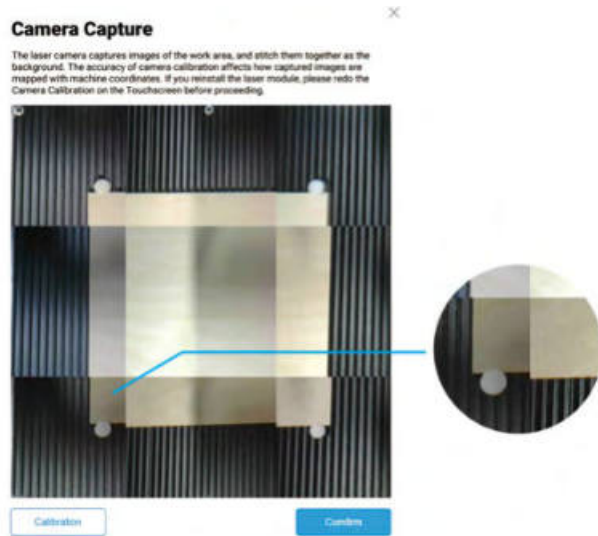 Camera Capture
The laser camera captures images of the work area, and stitch them together as the
background. The accuracy of camera calibration affects how captured images are
mapped with machine coordinates. If you reinstall the laser module, please redo the
Camera Calibration on the Touchscreen before proceeding.
Calibration
Confirm